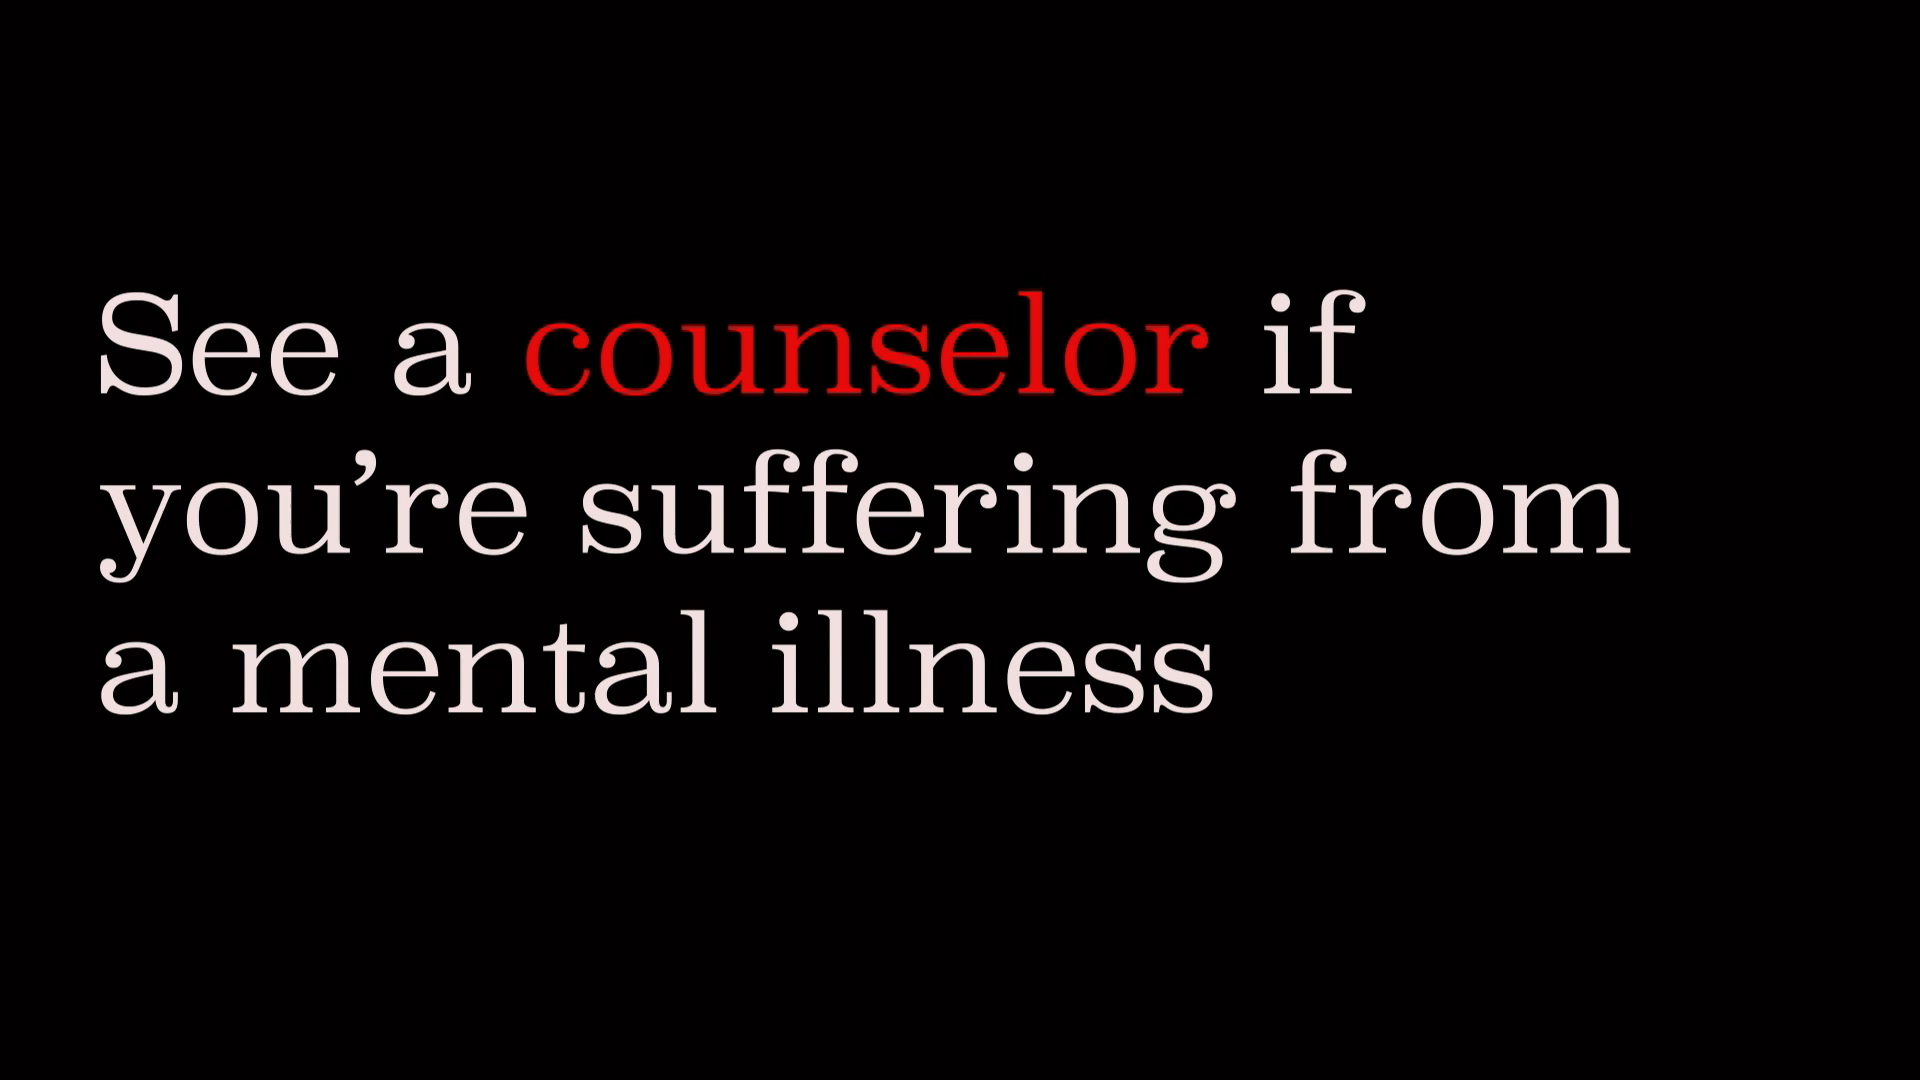 See a counselor if
you’re suffering from
a mental illness